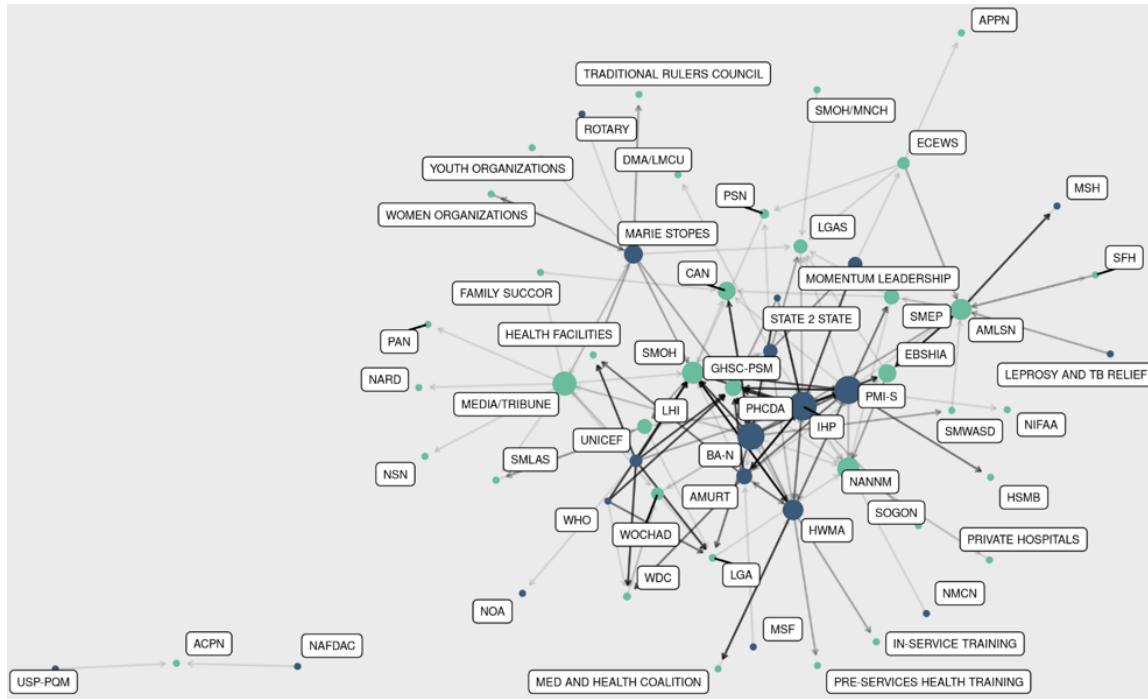 APPN
TRADITIONAL RULERS COUNCIL
SMOH/MNCH
ROTARY
ECEWS
DMA/LMCU
YOUTH ORGANIZATIONS
MSH
PSN
WOMEN ORGANIZATIONS
LGAS
MARIE STOPES
SFH
CAN
MOMENTUM LEADERSHIP
FAMILY SUCCOR
STATE 2 STATE
SMEP
AMLSN
HEALTH FACILITIES
PAN
SMOH
EBSHIA
GHSC-PSM
LEPROSY AND TB RELIEF
NARD
PMI-S
MEDIA/TRIBUNE
LHI
PHCDA
IHP
SMWASD
NIFAA
UNICEF
NSN
SMLAS
BA-N
NANNM
HSMB
AMURT
SOGON
WHO
WOCHAD
HWMA
PRIVATE HOSPITALS
WDC
LGA
NOA
NMCN
MSF
ACPN
NAFDAC
IN-SERVICE TRAINING
USP-PQM
MED AND HEALTH COALITION
PRE-SERVICES HEALTH TRAINING